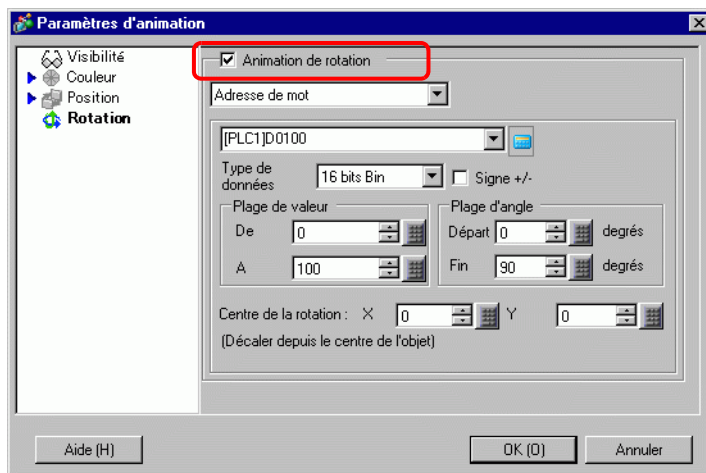 Paramètres d'animation
Visibilité
Couleur
Position
Rotation
Animation de rotation
Adresse de mot
[PLC1]D0100
Type de
données
16 bits Bin
Signe +/-
Plage de valeur
De
0
A
100
Plage d'angle
Départ 0 degrés
Fin 90 degrés
Centre de la rotation : X 0 Y 0
(Décaler depuis le centre de l'objet)
Aide (H)
OK (O)
Annuler